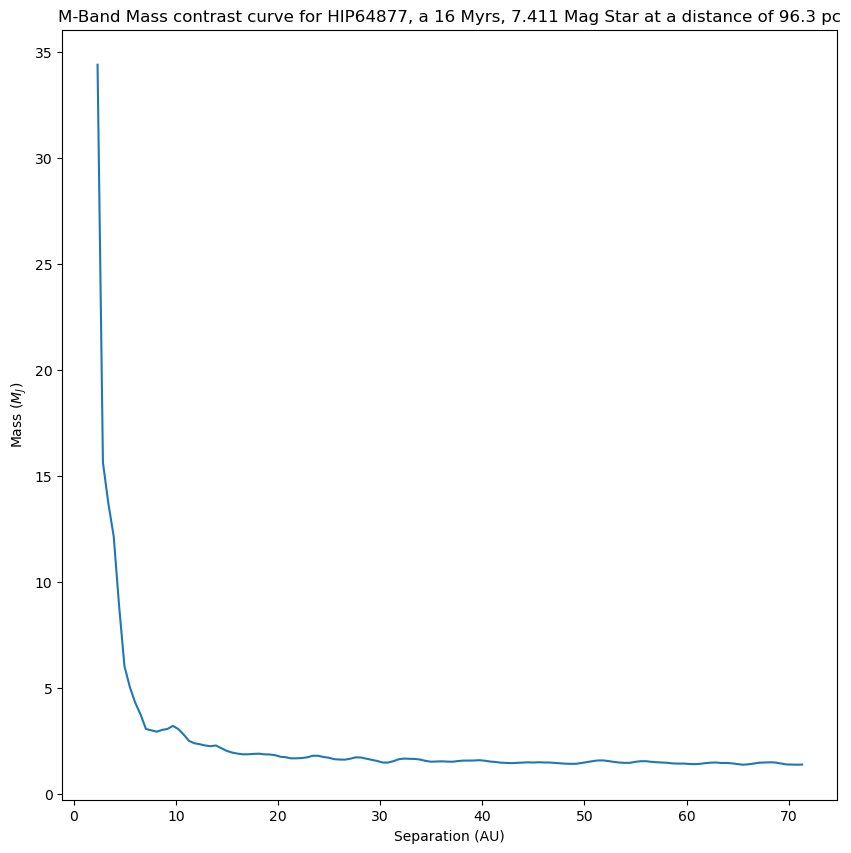 M-Band Mass contrast curve for HIP64877, a 16 Myrs, 7.411 Mag Star at a distance of 96.3 pc
35
30
25
20
15
10
5
0
Mass (M_J)
0 10 20 30 40 50 60 70
Separation (AU)